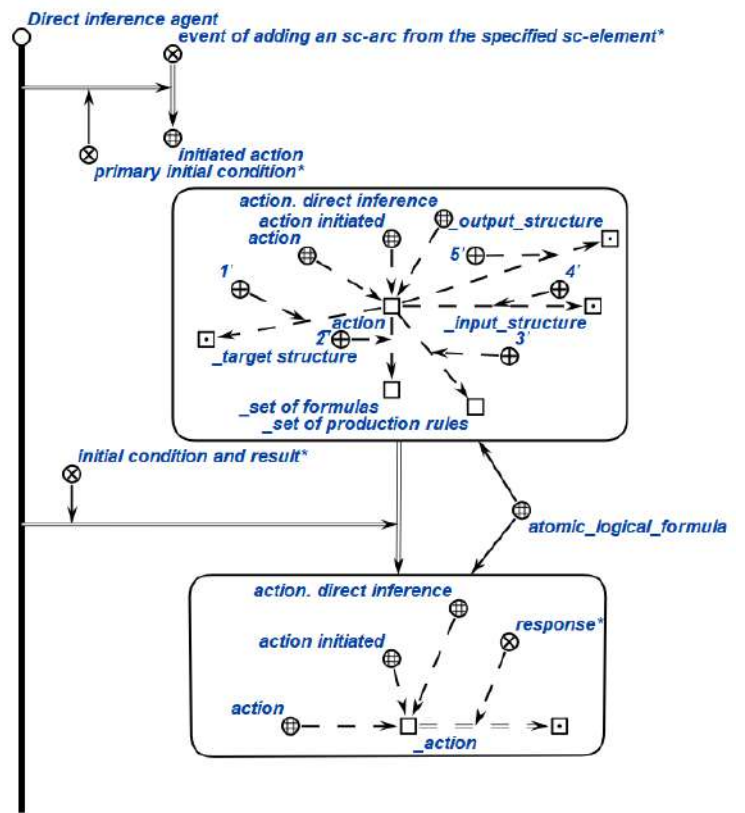 Direct inference agent
event of adding an sc-arc from the specified sc-element*
initiated action
primary initial condition*
action. direct inference
action initiated
_output_structure
action
5'
1'
4'
_action
_input_structure
2'
3'
_target structure
_set of formulas
_set of production rules
initial condition and result*
atomic_logical_formula
action. direct inference
response*
action initiated
action
_action